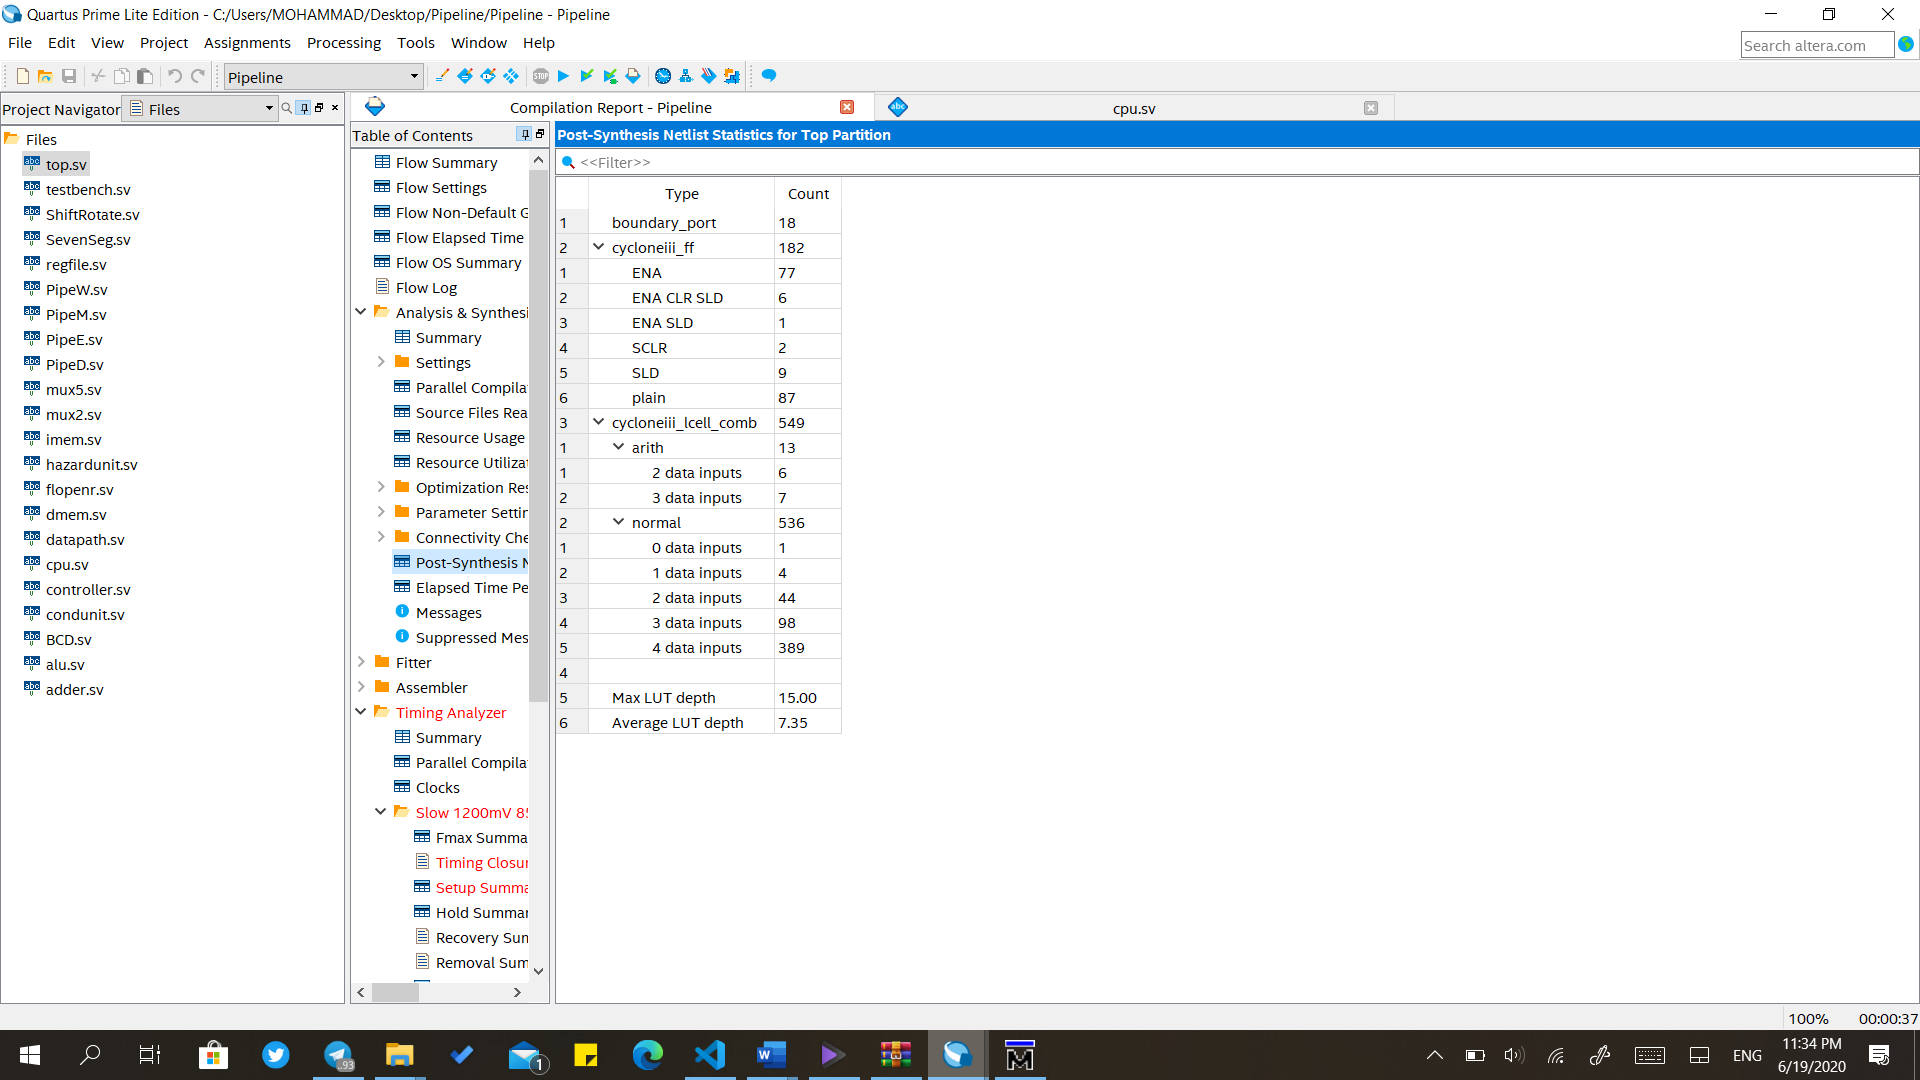 Quartus Prime Lite Edition - C:/Users/MOHAMMAD/Desktop/Pipeline/Pipeline - Pipeline
File Edit View Project Assignments Processing Tools Window Help
Search altera.com
Pipeline
Project Navigator Files
Files
top.sv
testbench.sv
ShiftRotate.sv
SevenSeg.sv
regfile.sv
PipeW.sv
PipeM.sv
PipeE.sv
PipeD.sv
mux5.sv
mux2.sv
imem.sv
hazardunit.sv
flopenr.sv
dmem.sv
datapath.sv
cpu.sv
controller.sv
condunit.sv
BCD.sv
alu.sv
adder.sv
Compilation Report - Pipeline
cpu.sv
Table of Contents
Flow Summary
Flow Settings
Flow Non-Default G
Flow Elapsed Time
Flow OS Summary
Flow Log
Analysis & Synthesi
Summary
Settings
Parallel Compila
Source Files Rea
Resource Usage
Resource Utiliza
Optimization Res
Parameter Settin
Connectivity Che
Post-Synthesis N
Elapsed Time Pe
Messages
Suppressed Mes
Fitter
Assembler
Timing Analyzer
Summary
Parallel Compila
Clocks
Slow 1200mV 85
Fmax Summa
Timing Closur
Setup Summa
Hold Summar
Recovery Sum
Removal Sum
Post-Synthesis Netlist Statistics for Top Partition
<<Filter>>
Type Count
1 boundary_port 18
2 cycloneiii_ff 182
1 ENA 77
2 ENA CLR SLD 6
3 ENA SLD 1
4 SCLR 2
5 SLD 9
6 plain 87
3 cycloneiii_lcell_comb 549
1 arith 13
1 2 data inputs 6
2 3 data inputs 7
2 normal 536
1 0 data inputs 1
2 1 data inputs 4
3 2 data inputs 44
4 3 data inputs 98
5 4 data inputs 389
4
5 Max LUT depth 15.00
6 Average LUT depth 7.35
100% 00:00:37
93
1
ENG
11:34 PM
6/19/2020